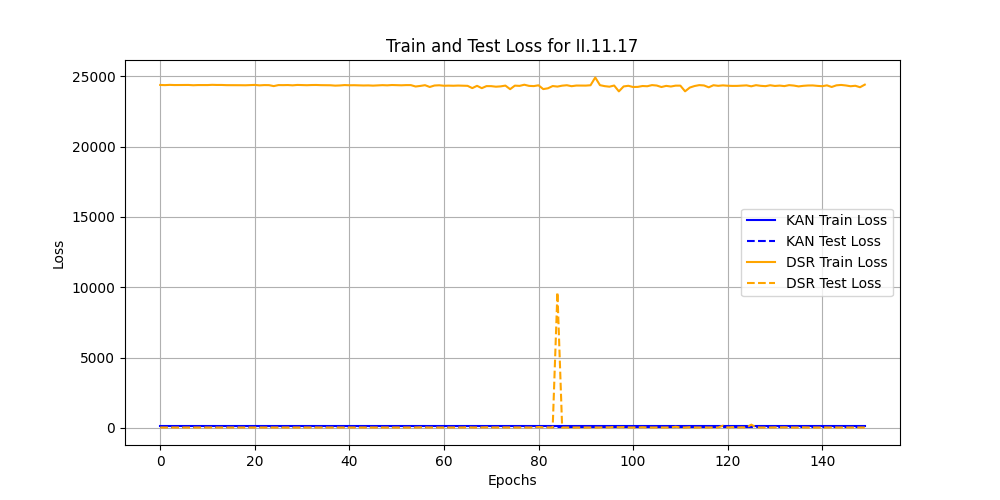 Train and Test Loss for II.11.17
25000
20000
15000
10000
5000
0
Loss
KAN Train Loss
KAN Test Loss
DSR Train Loss
DSR Test Loss
0 20 40 60 80 100 120 140
Epochs